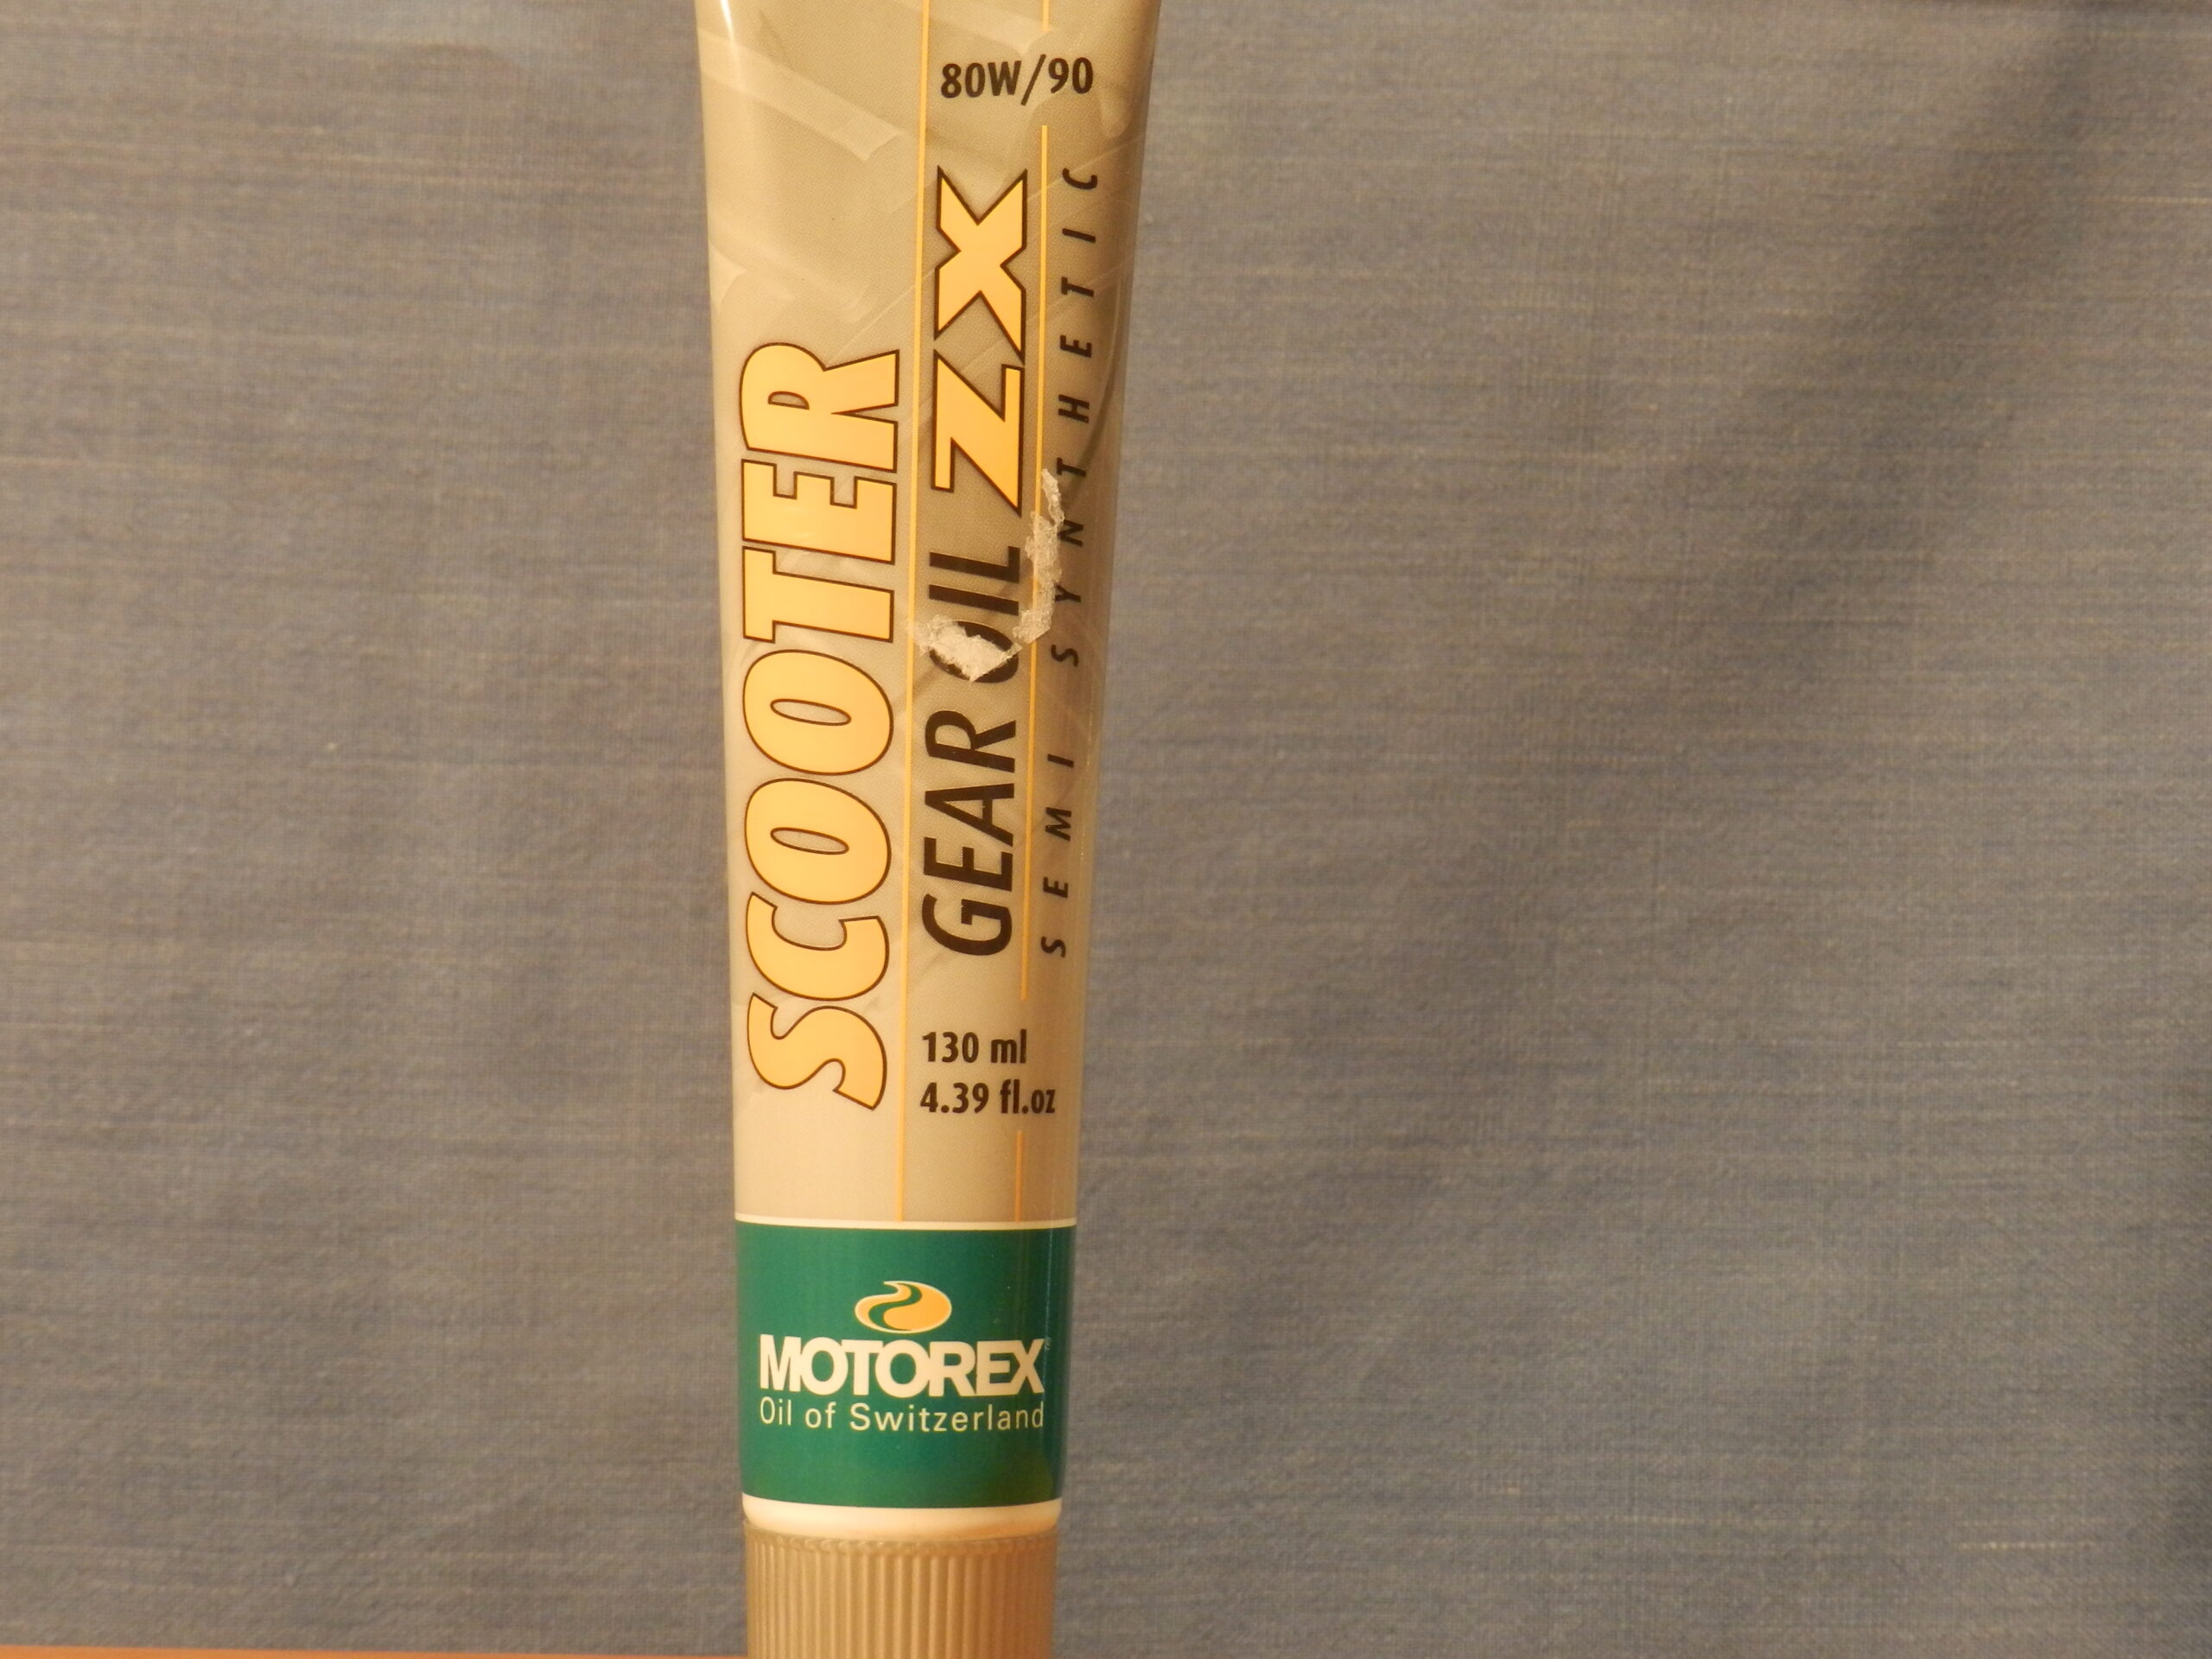 80W/90
SCOOTER
GEAR OIL ZX
SEMI SYNTHETIC
130 ml
4.39 fl.oz
MOTOREX
Oil of Switzerland